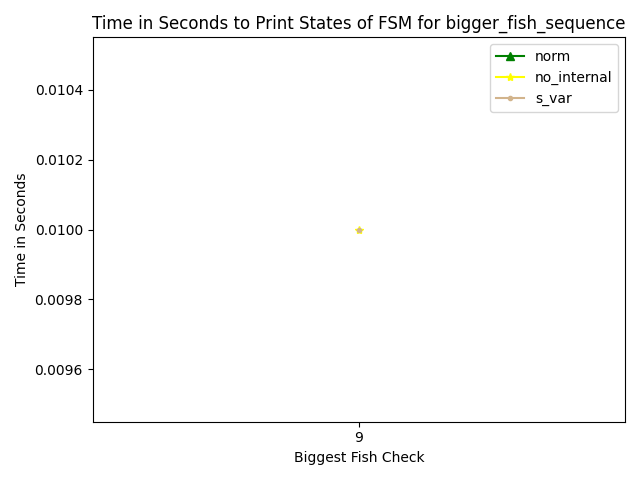 Time in Seconds to Print States of FSM for bigger_fish_sequence
norm
no_internal
s_var
0.0104
0.0102
0.0100
0.0098
0.0096
Time in Seconds
9
Biggest Fish Check